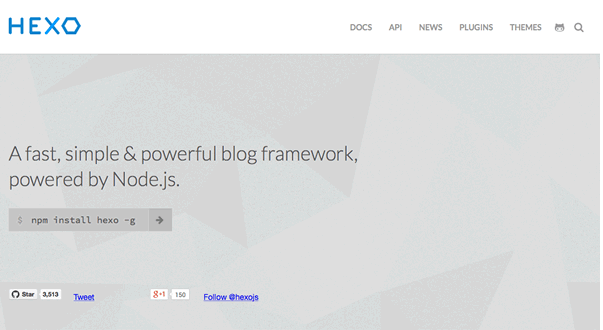 HEXO
DOCS API NEWS PLUGINS THEMES
A fast, simple & powerful blog framework,
powered by Node.js.
$ npm install hexo -g
Star 3,513 Tweet g+1 150 Follow @hexojs